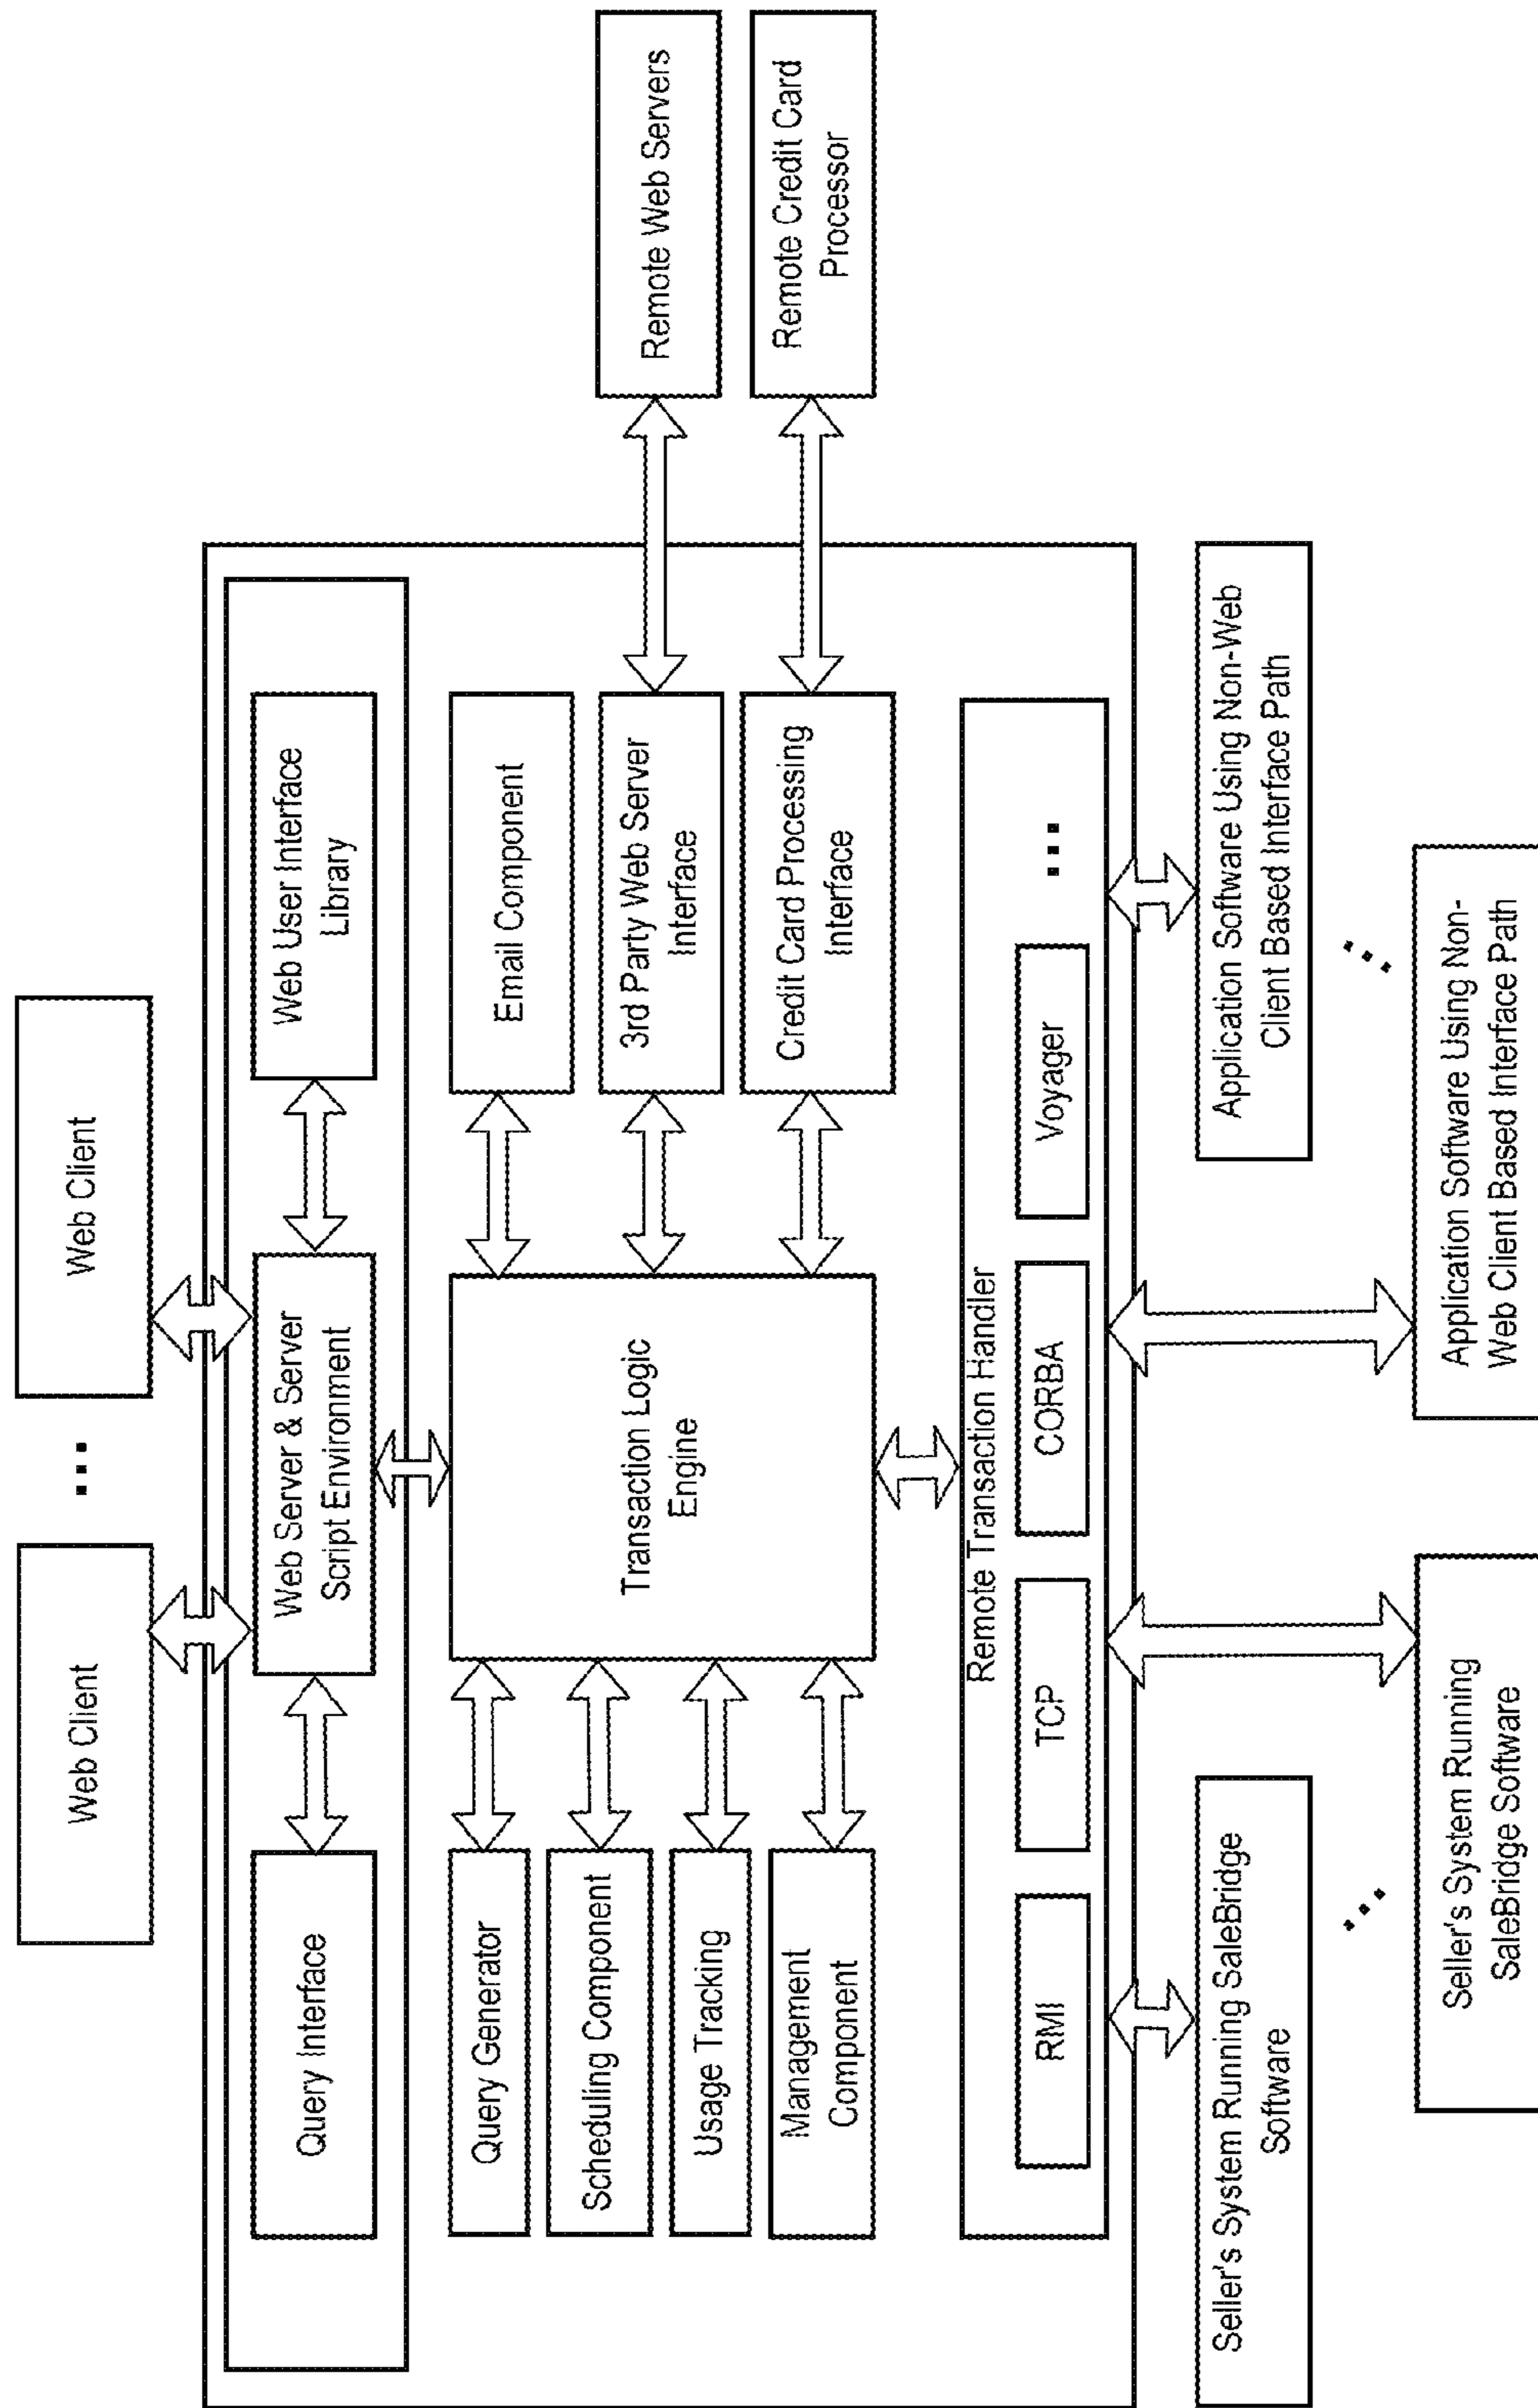 Web Client
...
Web Client
Query Interface
Web Server & Server
Script Environment
Web User Interface
Library
Query Generator
Scheduling Component
Usage Tracking
Management
Component
Transaction Logic
Engine
Email Component
3rd Party Web Server
Interface
Credit Card Processing
Interface
Remote Web Servers
Remote Credit Card
Processor
Remote Transaction Handler
RMI
TCP
CORBA
Voyager
...
Seller's System Running SaleBridge
Software
...
Seller's System Running
SaleBridge Software
Application Software Using Non-Web
Client Based Interface Path
...
Application Software Using Non-
Web Client Based Interface Path